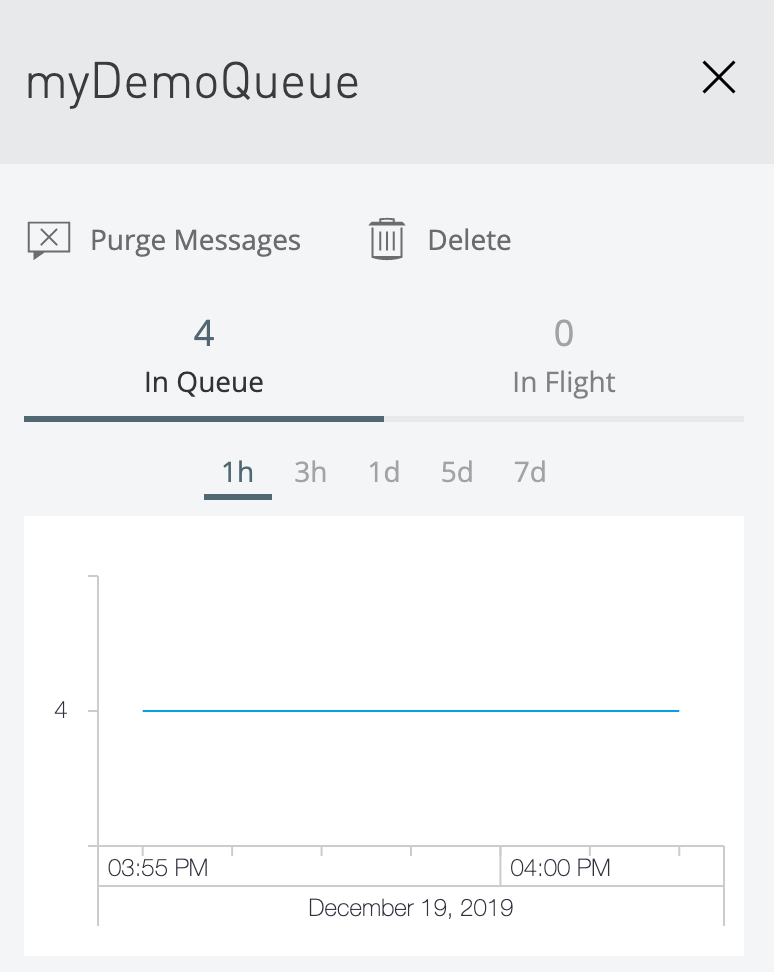 myDemoQueue
Purge Messages Delete
4 0
In Queue In Flight
1h 3h 1d 5d 7d
4
03:55 PM 04:00 PM
December 19, 2019